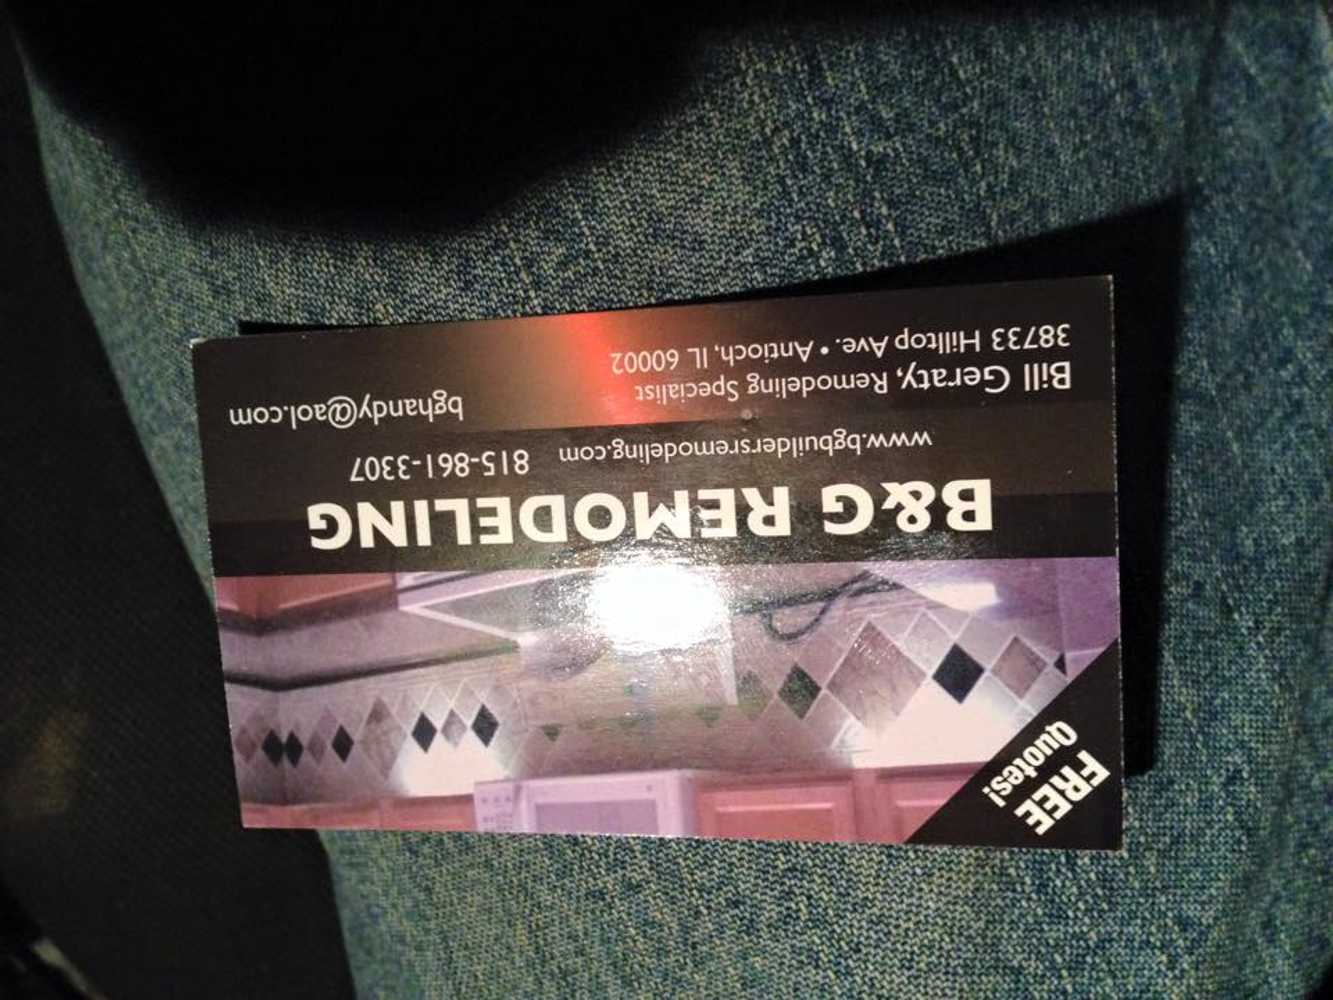 FREE
Quotes!
B&G REMODELING
www.bgbuildersremodeling.com 815-861-3307
Bill Geraty, Remodeling Specialist bghandy@aol.com
38733 Hilltop Ave. • Antioch, IL 60002